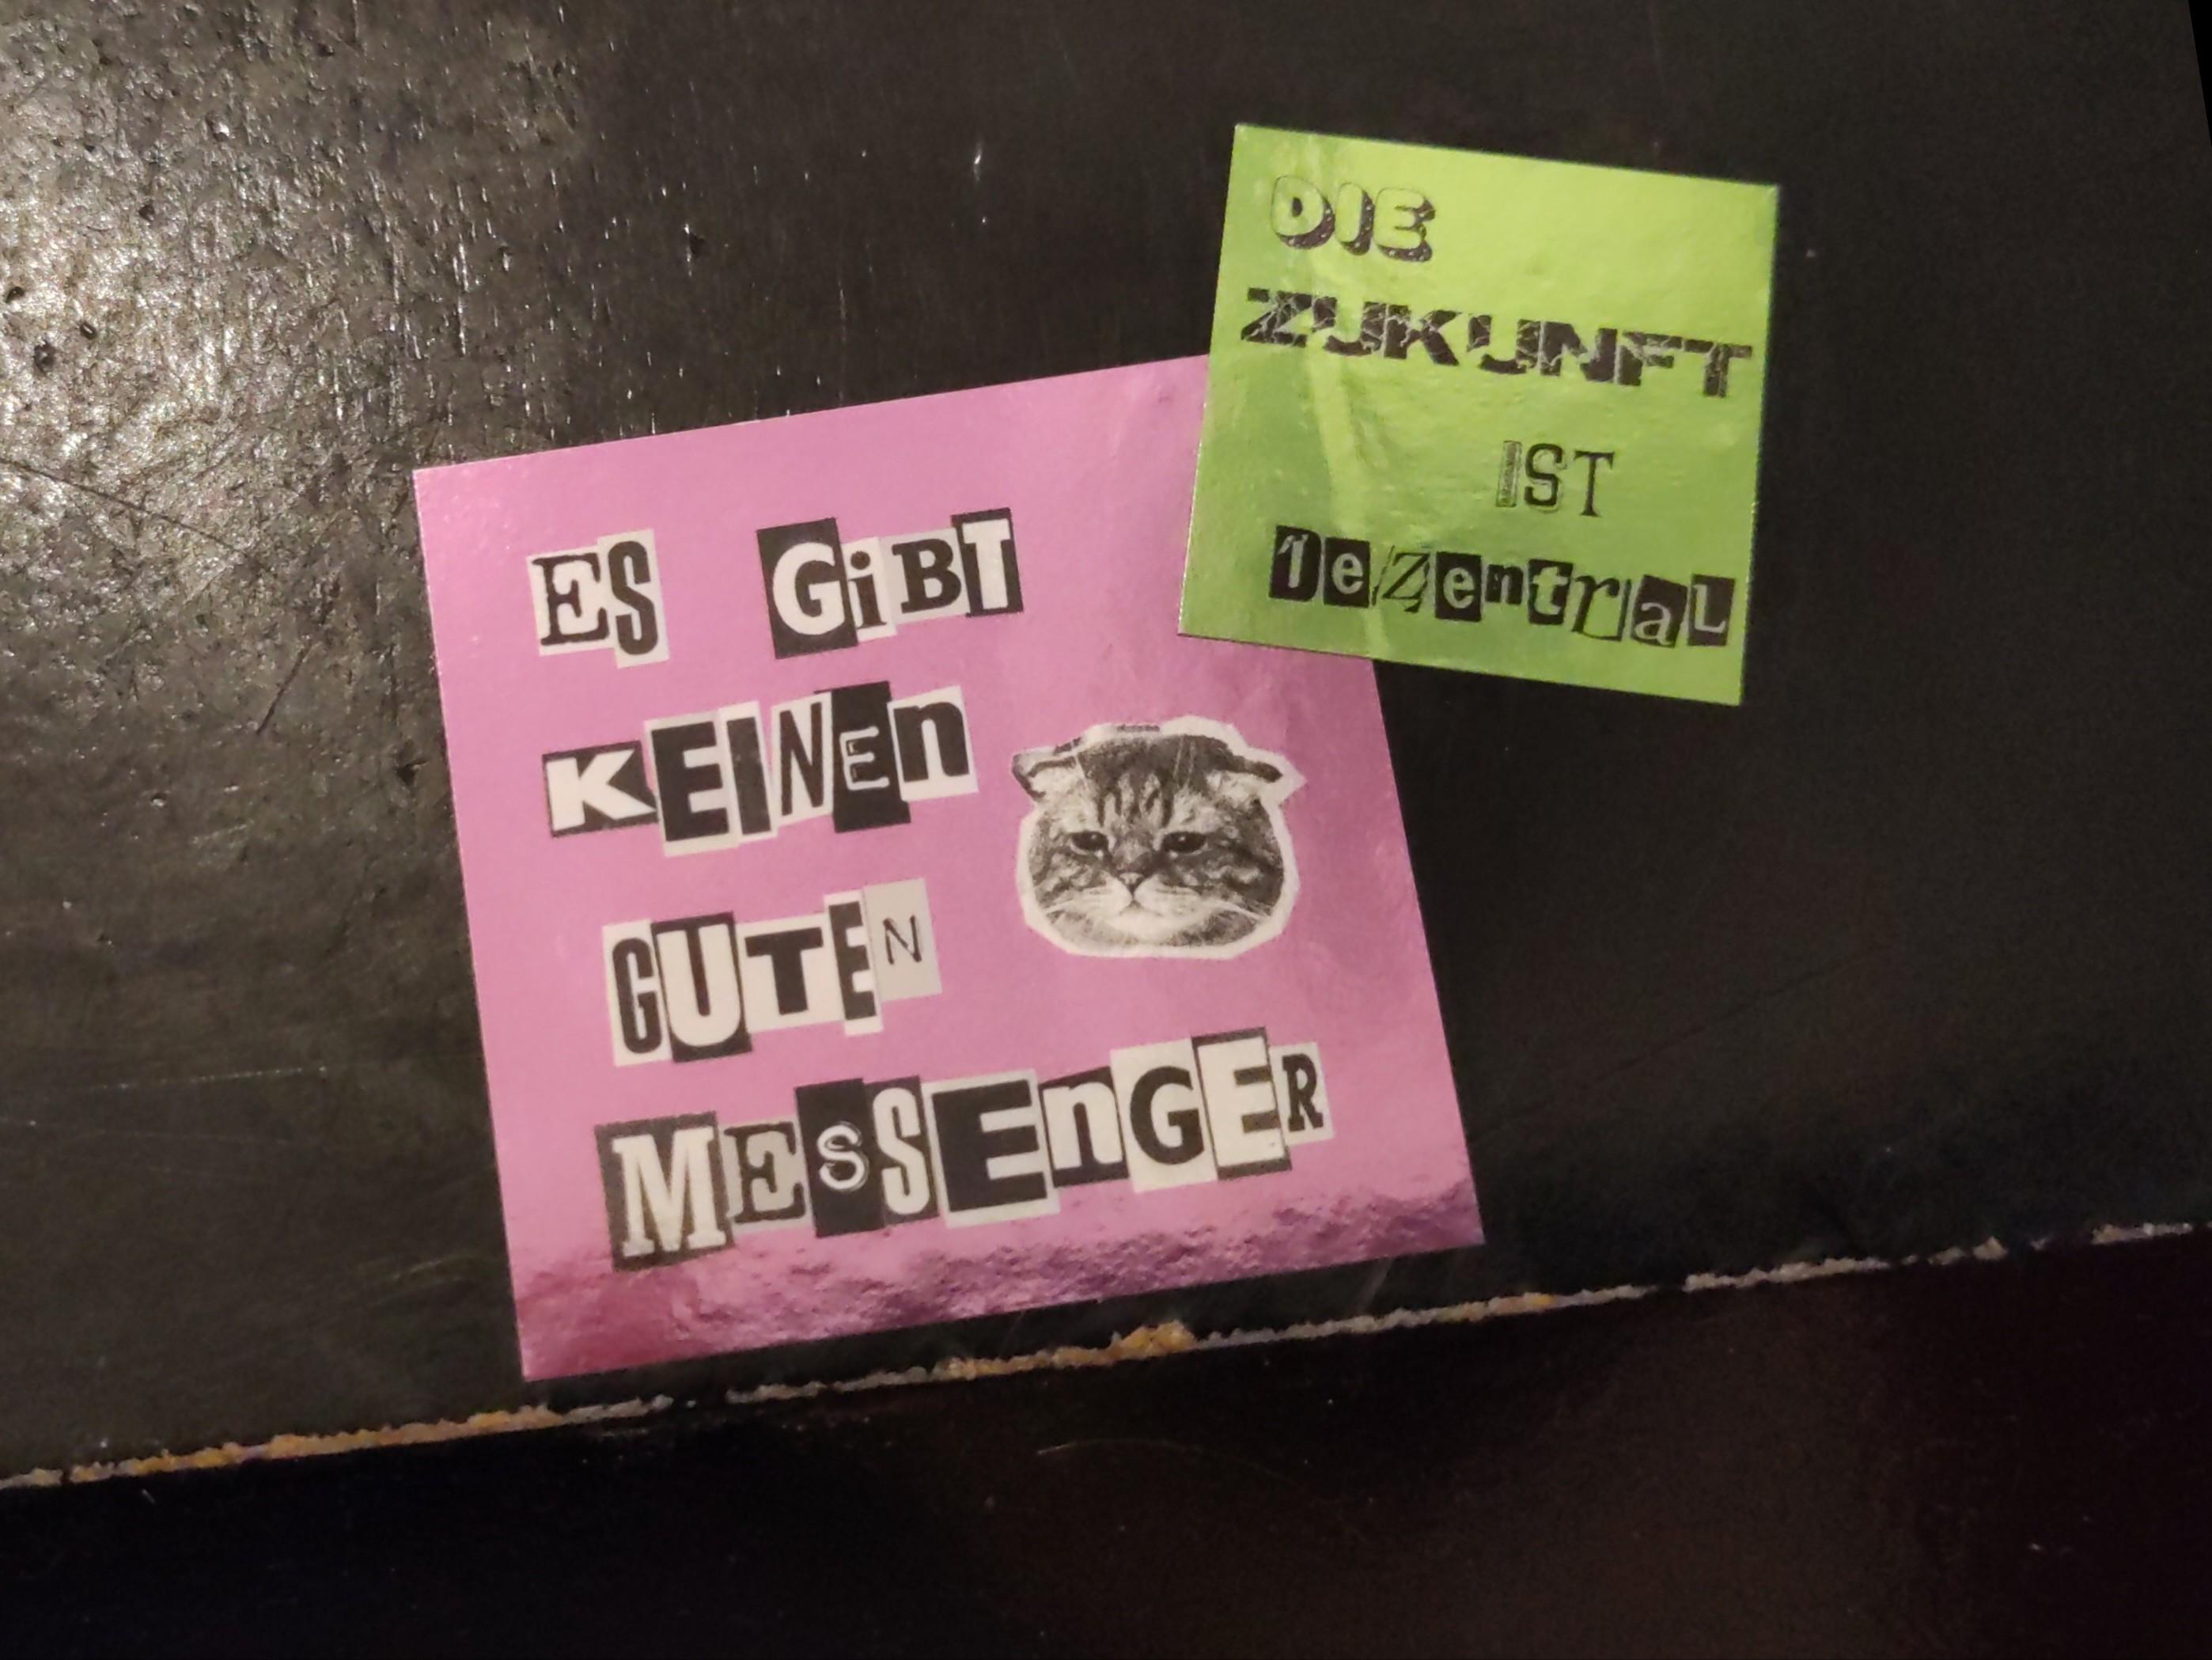 ES GiBT
KEINEn
GUTEN
MESSEnGER
DIE
ZUKUNFT
IST
DeZentraL